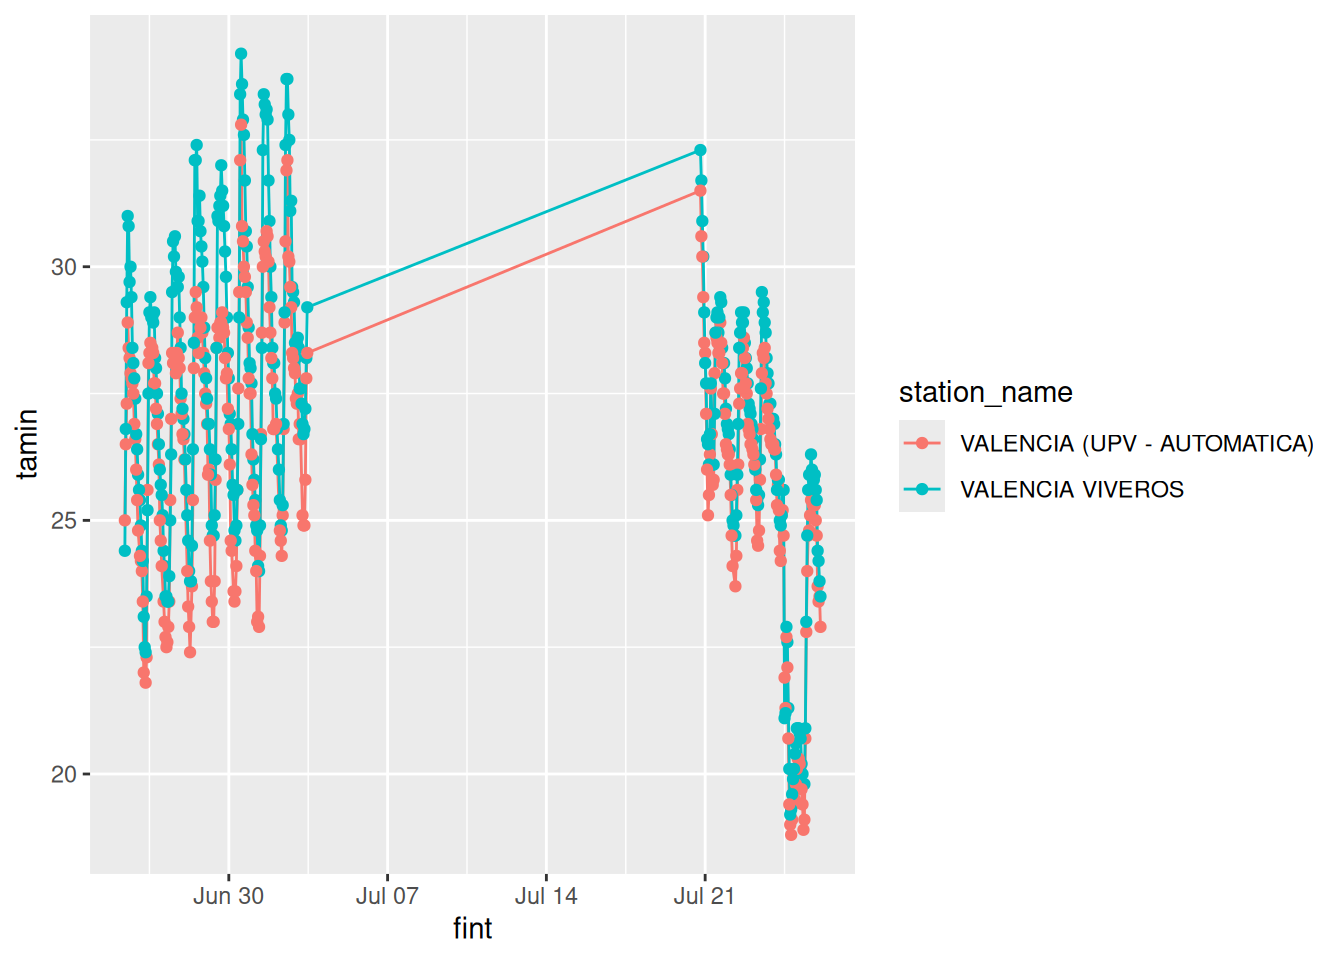 tamin
30
25
20
Jun 30
Jul 07
Jul 14
Jul 21
fint
station_name
VALENCIA (UPV - AUTOMATICA)
VALENCIA VIVEROS